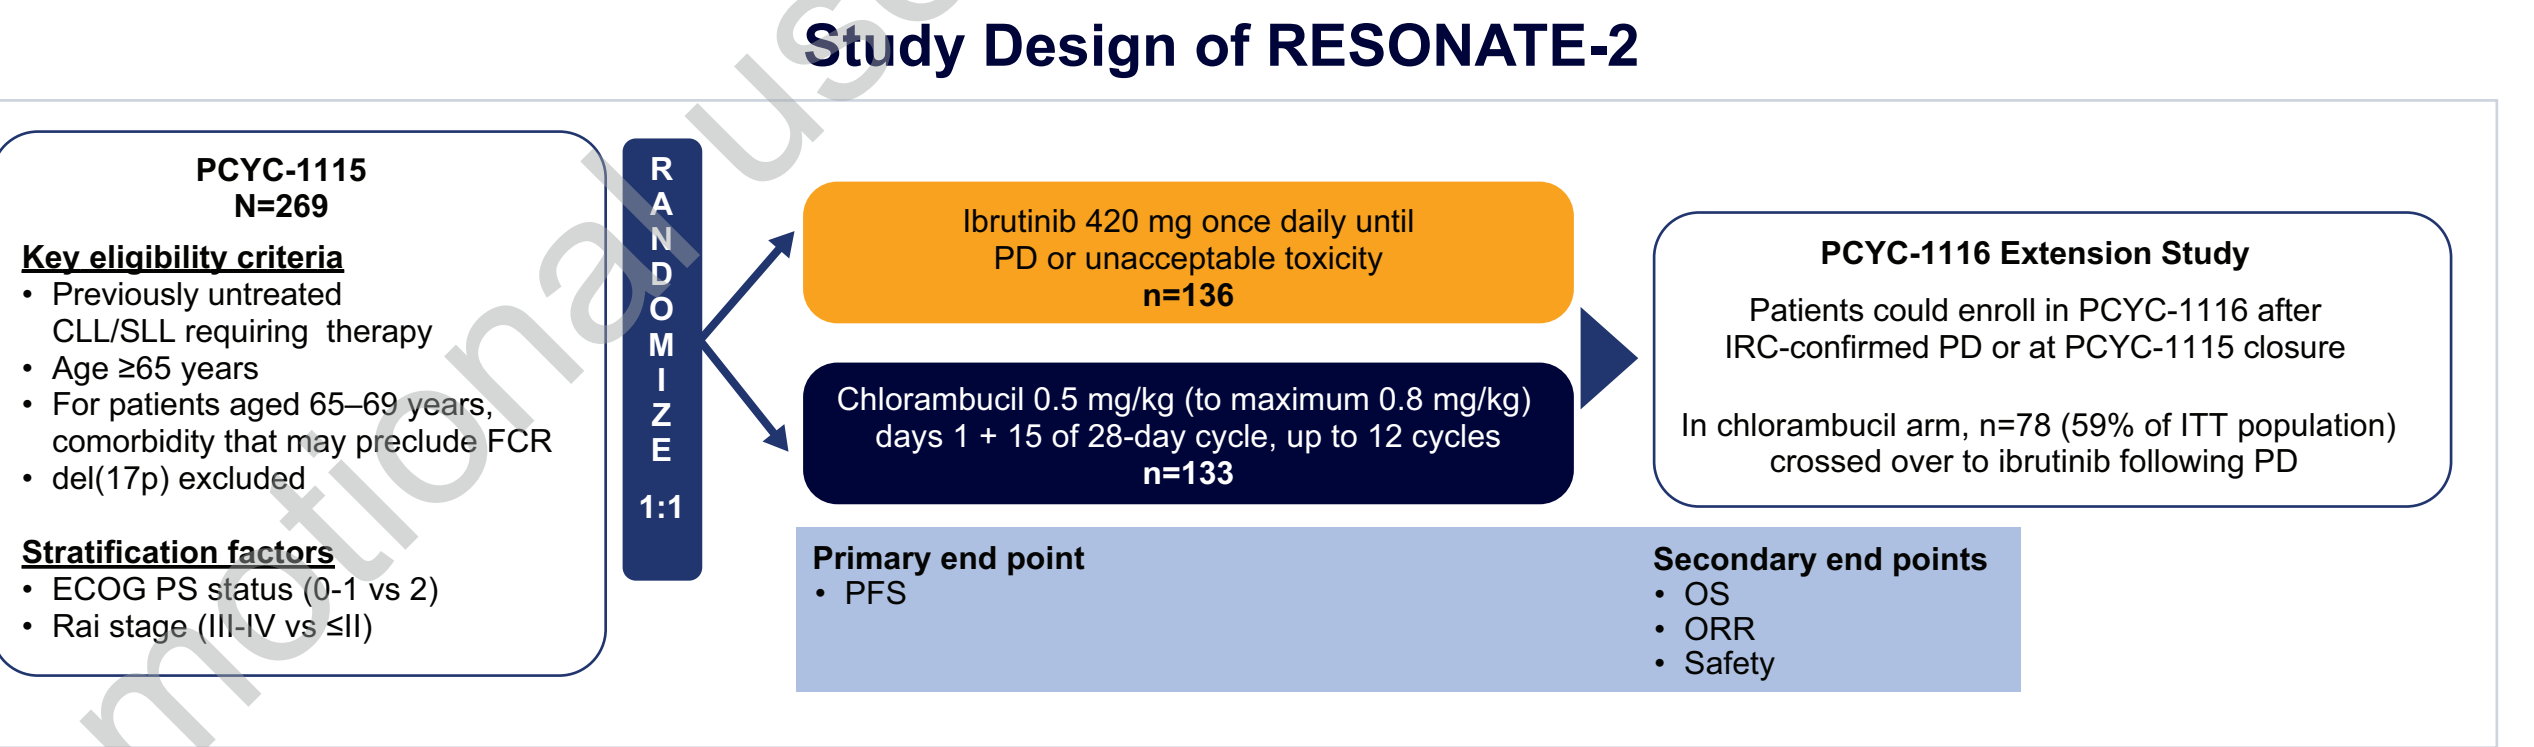 Study Design of RESONATE-2
PCYC-1115
N=269
Key eligibility criteria
• Previously untreated
CLL/SLL requiring therapy
• Age ≥65 years
• For patients aged 65–69 years,
comorbidity that may preclude FCR
• del(17p) excluded
Stratification factors
• ECOG PS status (0-1 vs 2)
• Rai stage (III-IV vs ≤II)
RANDOMIZE
1:1
Ibrutinib 420 mg once daily until
PD or unacceptable toxicity
n=136
Chlorambucil 0.5 mg/kg (to maximum 0.8 mg/kg)
days 1 + 15 of 28-day cycle, up to 12 cycles
n=133
PCYC-1116 Extension Study
Patients could enroll in PCYC-1116 after
IRC-confirmed PD or at PCYC-1115 closure
In chlorambucil arm, n=78 (59% of ITT population)
crossed over to ibrutinib following PD
Primary end point
• PFS
Secondary end points
• OS
• ORR
• Safety
motional use